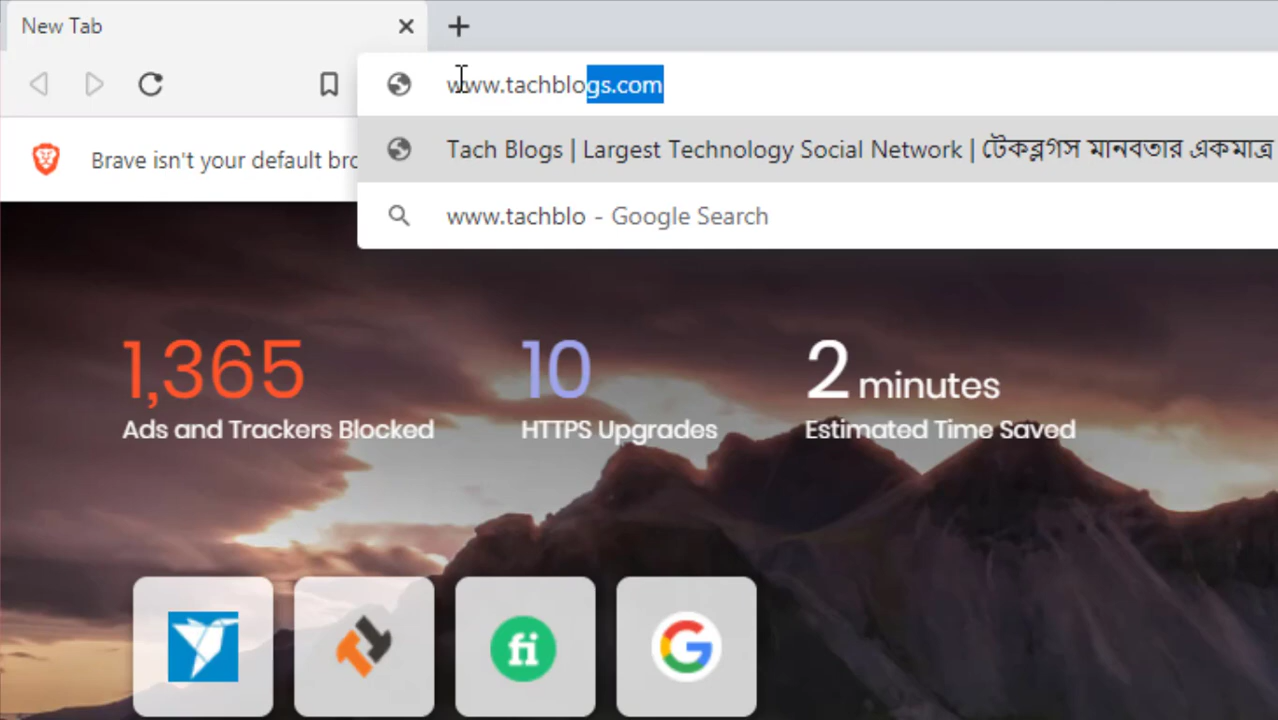 New Tab
www.tachblogs.com
Brave isn't your default bro
Tach Blogs | Largest Technology Social Network | টেকব্লগস মানবতার একমাত্র
www.tachblo - Google Search
1,365 10 2 minutes
Ads and Trackers Blocked HTTPS Upgrades Estimated Time Saved
fi
G